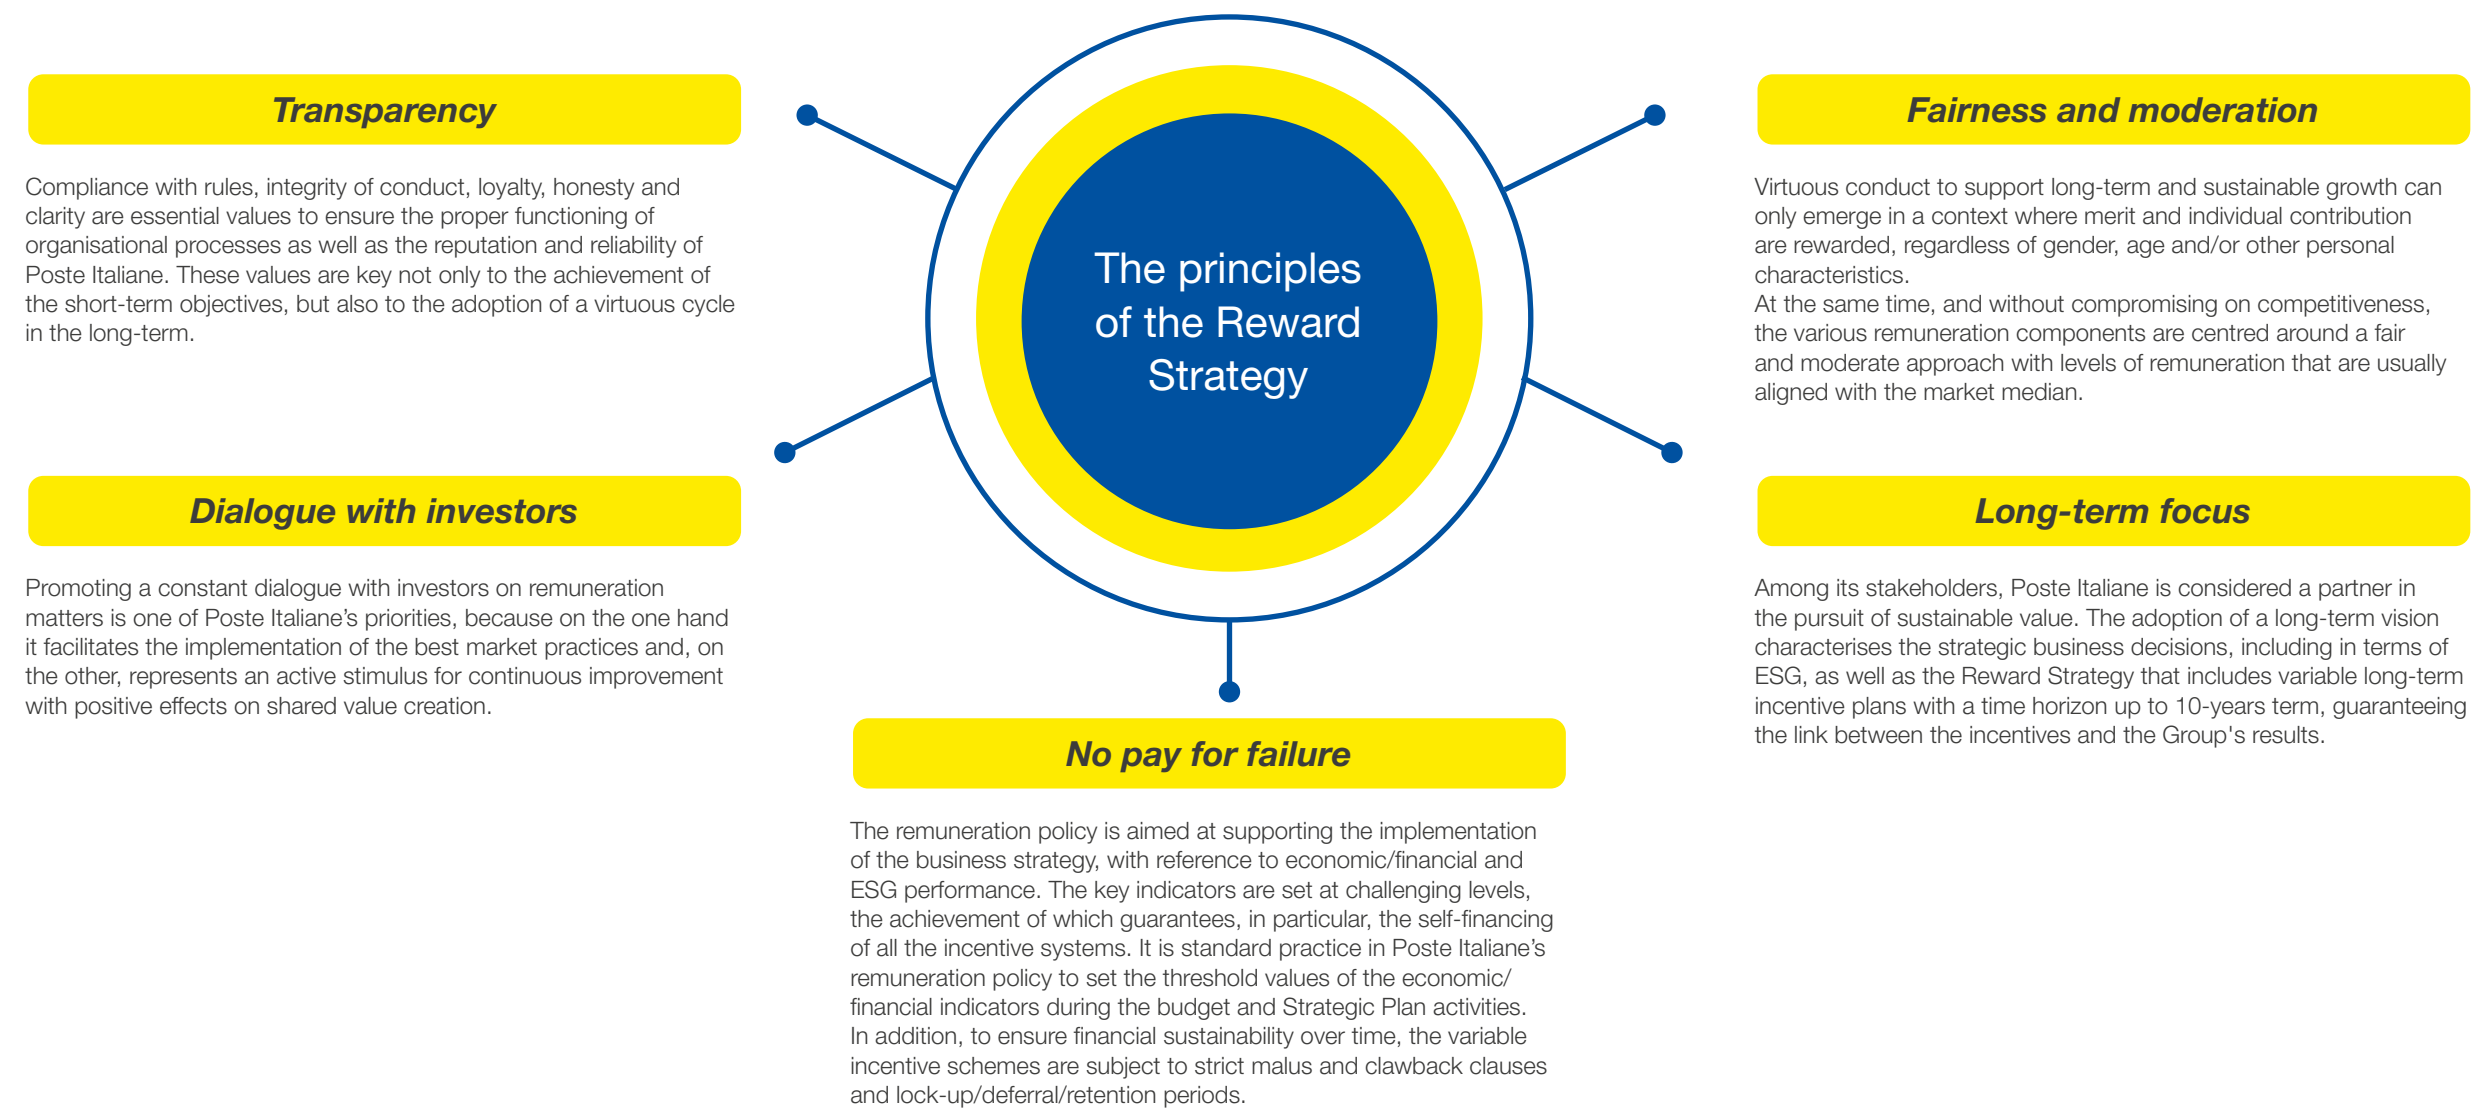 The principles
of the Reward
Strategy
Transparency
Compliance with rules, integrity of conduct, loyalty, honesty and
clarity are essential values to ensure the proper functioning of
organisational processes as well as the reputation and reliability of
Poste Italiane. These values are key not only to the achievement of
the short-term objectives, but also to the adoption of a virtuous cycle
in the long-term.
Fairness and moderation
Virtuous conduct to support long-term and sustainable growth can
only emerge in a context where merit and individual contribution
are rewarded, regardless of gender, age and/or other personal
characteristics.
At the same time, and without compromising on competitiveness,
the various remuneration components are centred around a fair
and moderate approach with levels of remuneration that are usually
aligned with the market median.
Dialogue with investors
Promoting a constant dialogue with investors on remuneration
matters is one of Poste Italiane’s priorities, because on the one hand
it facilitates the implementation of the best market practices and, on
the other, represents an active stimulus for continuous improvement
with positive effects on shared value creation.
Long-term focus
Among its stakeholders, Poste Italiane is considered a partner in
the pursuit of sustainable value. The adoption of a long-term vision
characterises the strategic business decisions, including in terms of
ESG, as well as the Reward Strategy that includes variable long-term
incentive plans with a time horizon up to 10-years term, guaranteeing
the link between the incentives and the Group's results.
No pay for failure
The remuneration policy is aimed at supporting the implementation
of the business strategy, with reference to economic/financial and
ESG performance. The key indicators are set at challenging levels,
the achievement of which guarantees, in particular, the self-financing
of all the incentive systems. It is standard practice in Poste Italiane’s
remuneration policy to set the threshold values of the economic/
financial indicators during the budget and Strategic Plan activities.
In addition, to ensure financial sustainability over time, the variable
incentive schemes are subject to strict malus and clawback clauses
and lock-up/deferral/retention periods.